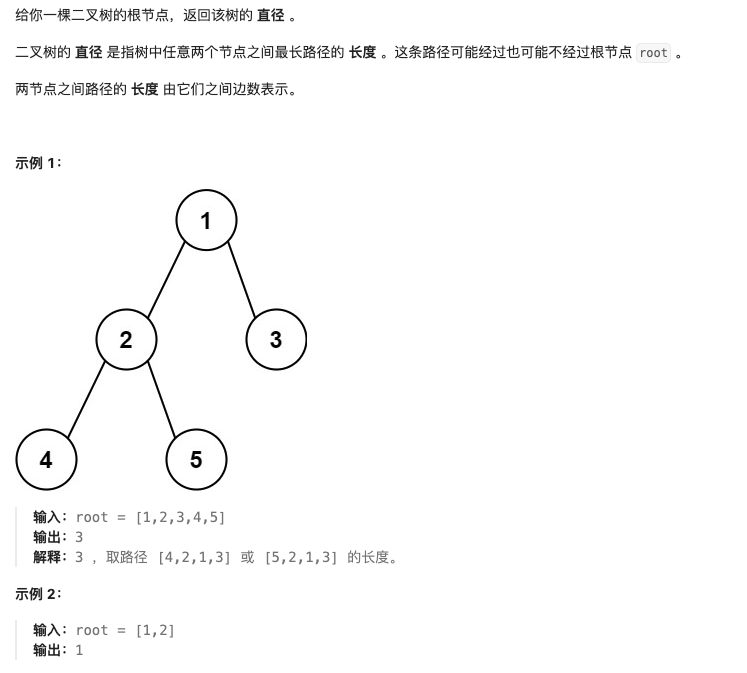 给你一棵二叉树的根节点，返回该树的 直径 。
二叉树的 直径 是指树中任意两个节点之间最长路径的 长度 。这条路径可能经过也可能不经过根节点 root 。
两节点之间路径的 长度 由它们之间边数表示。
示例 1：
1
2
3
4
5
输入：root = [1,2,3,4,5]
输出：3
解释：3 ，取路径 [4,2,1,3] 或 [5,2,1,3] 的长度。
示例 2：
输入：root = [1,2]
输出：1